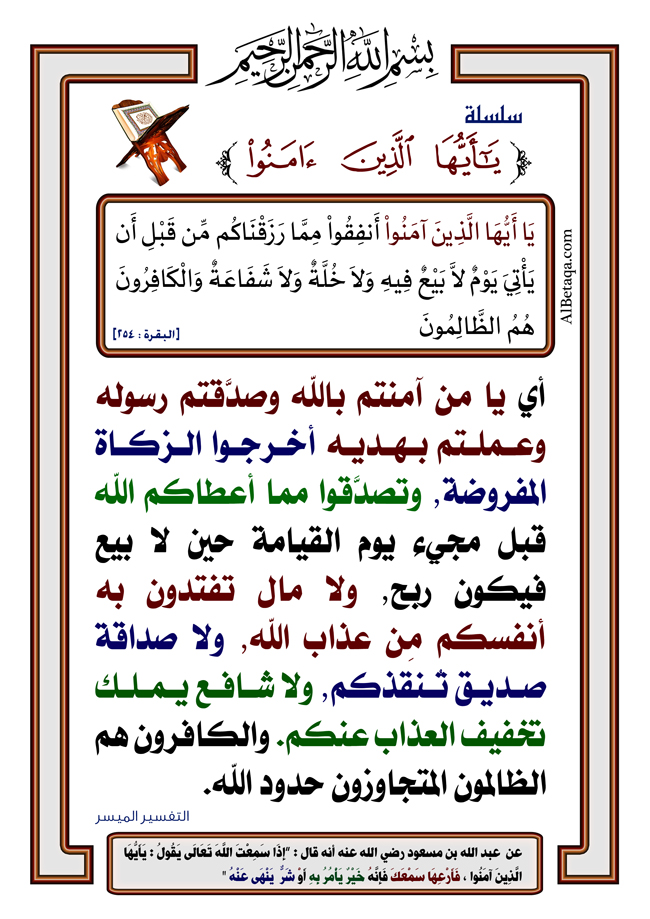 بِسْمِ اللَّهِ الرَّحْمَنِ الرَّحِيمِ
سلسلة
﴿ يَـٰٓأَيُّهَا ٱلَّذِينَ ءَامَنُوا۟ ﴾
يَا أَيُّهَا الَّذِينَ آمَنُواْ أَنفِقُواْ مِمَّا رَزَقْنَاكُم مِّن قَبْلِ أَن
يَأْتِيَ يَوْمٌ لاَّ بَيْعٌ فِيهِ وَلاَ خُلَّةٌ وَلاَ شَفَاعَةٌ وَالْكَافِرُونَ
هُمُ الظَّالِمُونَ
[البقرة : ٢٥٤]
AlBetaqa.com
أي يا من آمنتم بالله وصدَّقتم رسوله
وعملتم بهديه أخرجوا الزكاة
المفروضة, وتصدَّقوا مما أعطاكم الله
قبل مجيء يوم القيامة حين لا بيع
فيكون ربح, ولا مال تفتدون به
أنفسكم مِن عذاب الله, ولا صداقة
صديق تنقذكم, ولا شافع يملك
تخفيف العذاب عنكم. والكافرون هم
الظالمون المتجاوزون حدود الله.
التفسير الميسر
عن عبد الله بن مسعود رضي الله عنه أنه قال : "إِذَا سَمِعْتَ اللَّهَ تَعَالَى يَقُولُ : يَاأَيُّهَا
الَّذِينَ آمَنُوا ، فَأَرْعِهَا سَمْعَكَ فَإِنَّهُ خَيْرٌ يَأْمُرُ بِهِ أَوْ شَرٌّ يَنْهَى عَنْهُ "